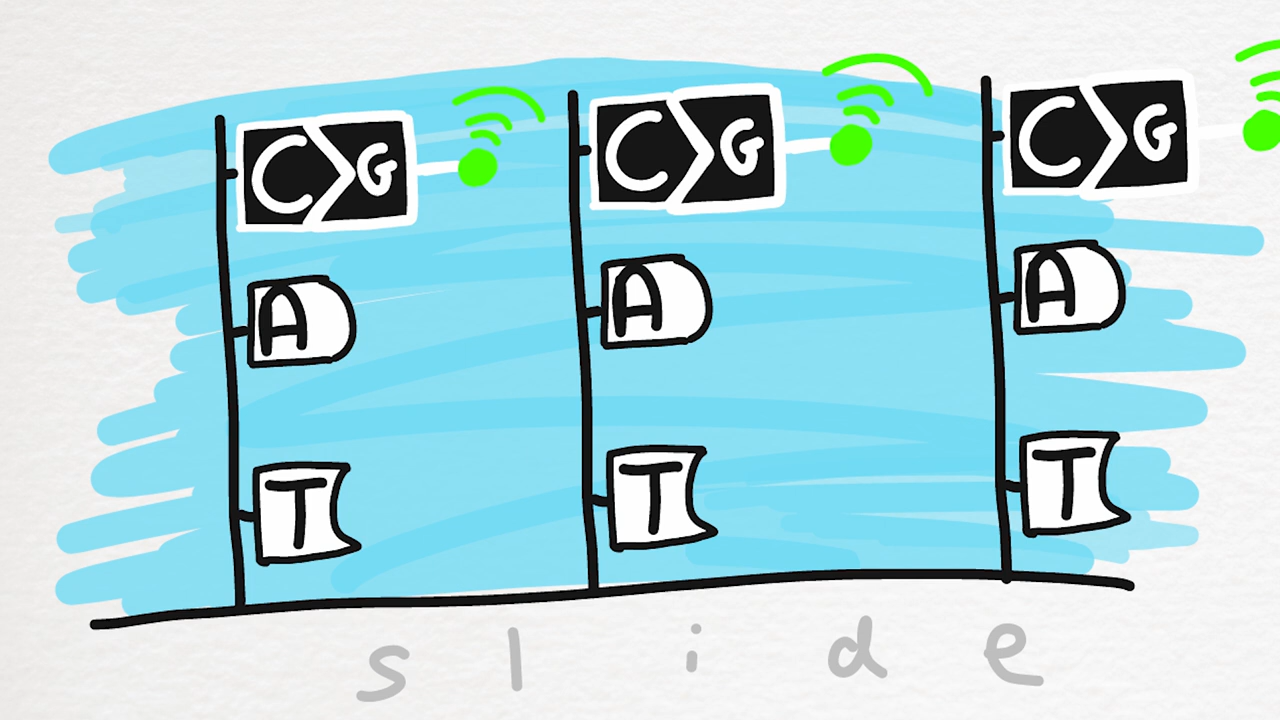 C G C G C G
A A A
T T T
slide